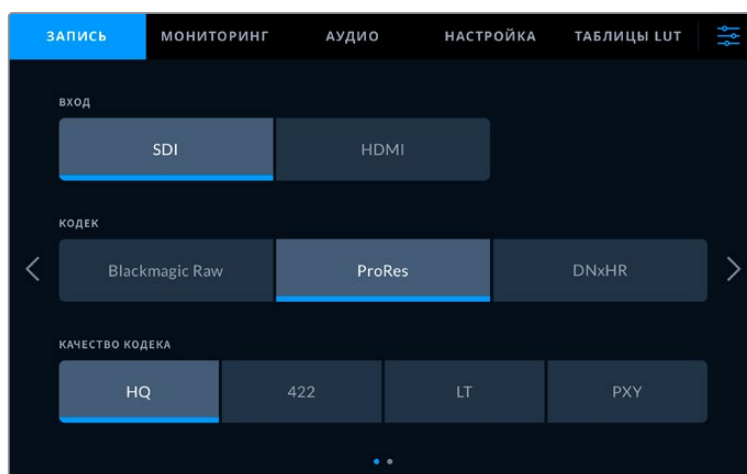 ЗАПИСЬ МОНИТОРИНГ АУДИО НАСТРОЙКА ТАБЛИЦЫ LUT
ВХОД
SDI HDMI
КОДЕК
Blackmagic Raw ProRes DNxHR
КАЧЕСТВО КОДЕКА
HQ 422 LT PXY